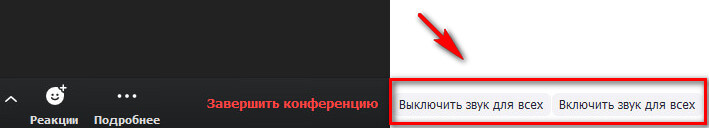 Завершить конференцию
Выключить звук для всех
Включить звук для всех
Реакции
Подробнее